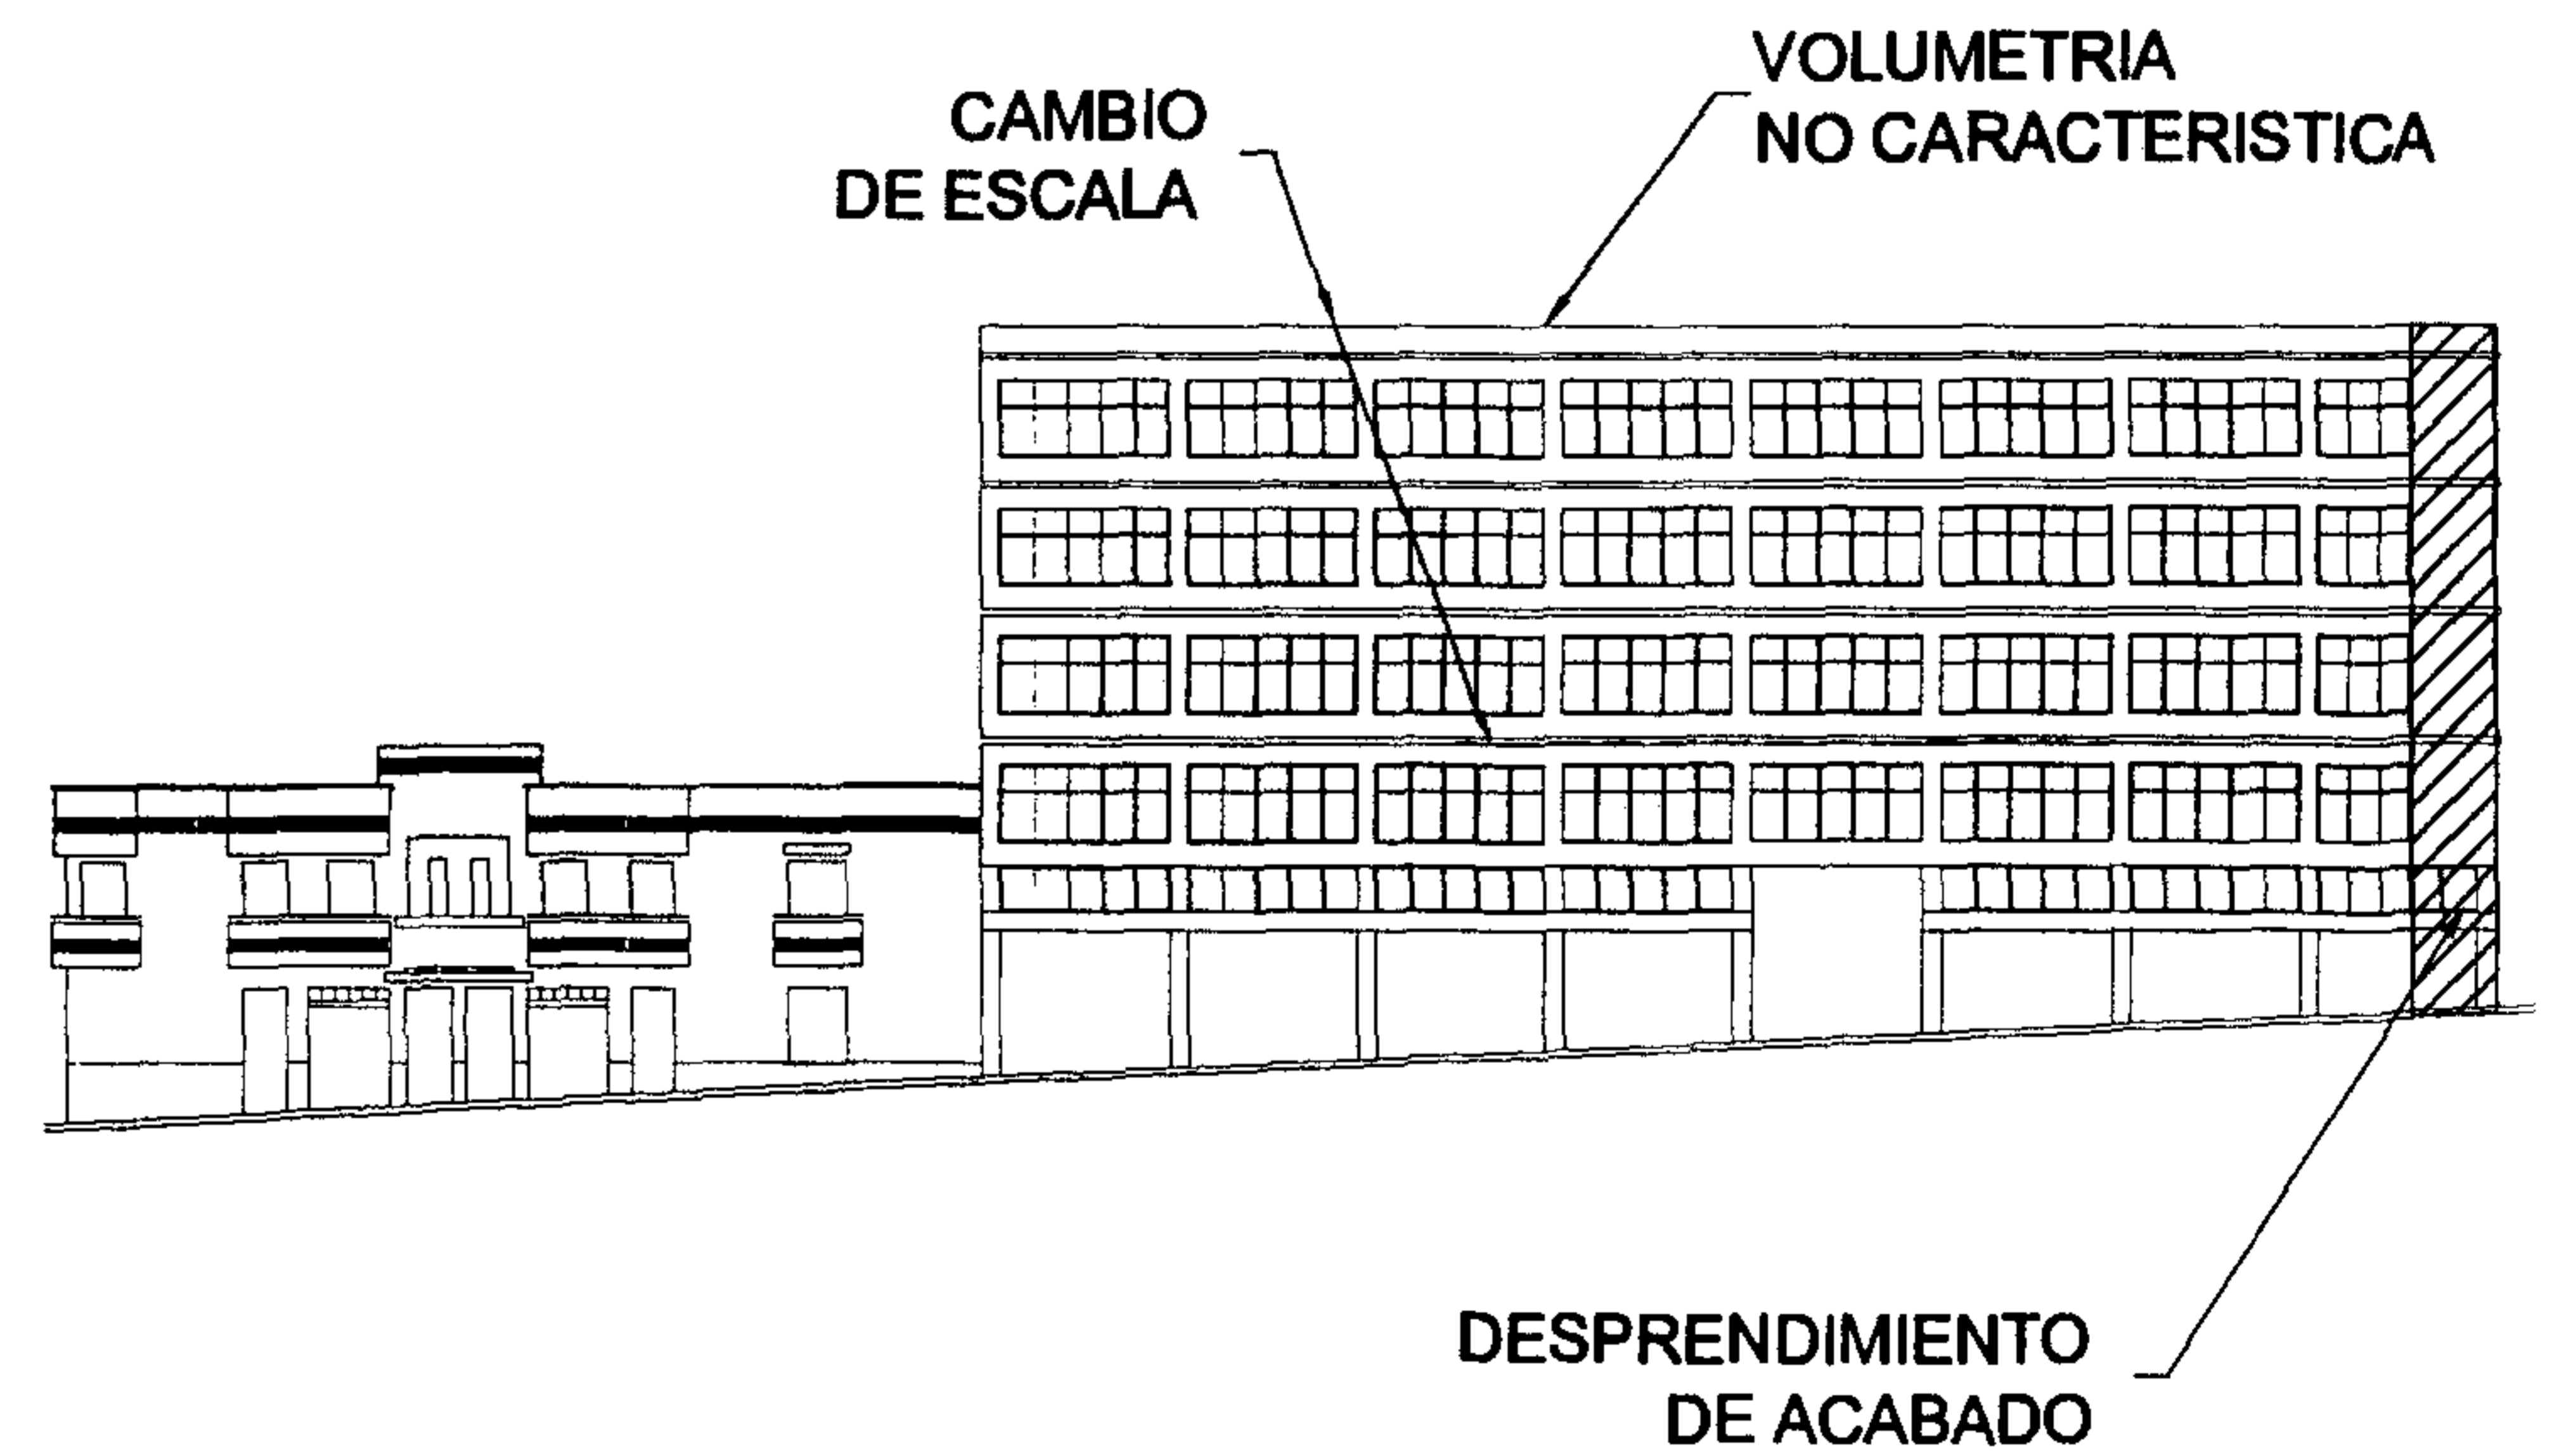 VOLUMETRIA
NO CARACTERISTICA
CAMBIO
DE ESCALA
DESPRENDIMIENTO
DE ACABADO